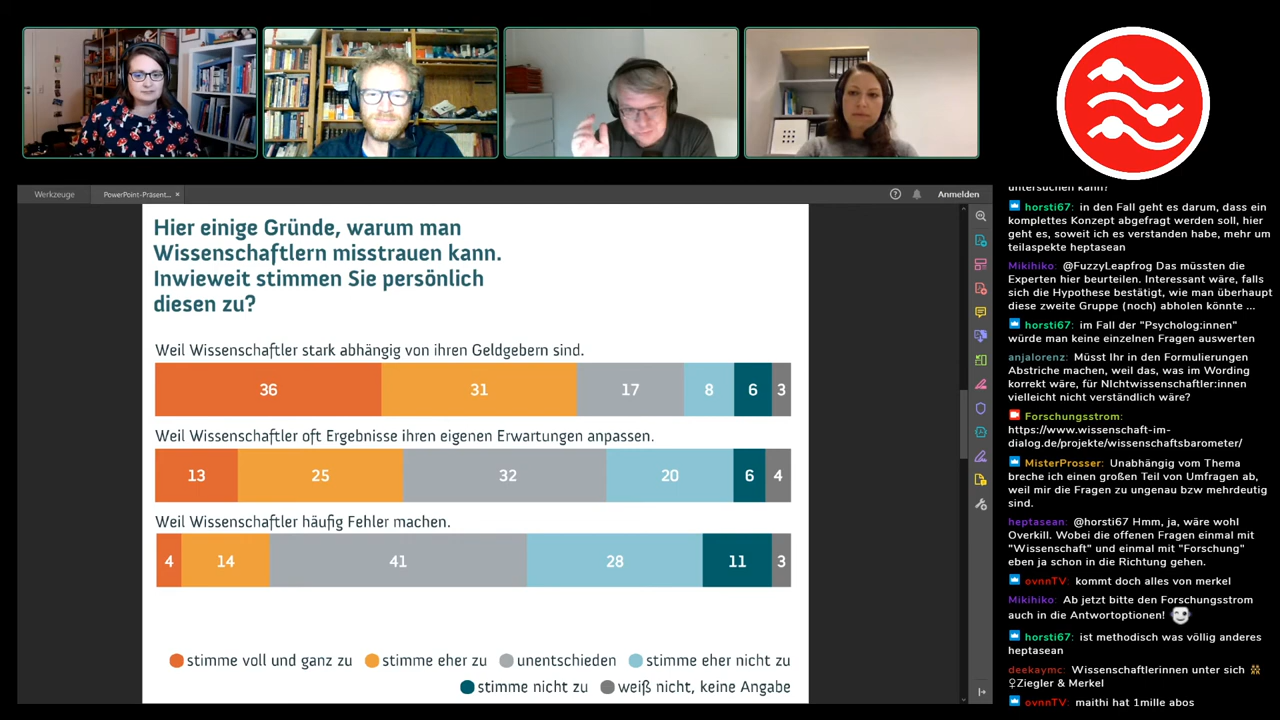 Werkzeuge
PowerPoint-Präsent...
Anmelden
Hier einige Gründe, warum man
Wissenschaftlern misstrauen kann.
Inwieweit stimmen Sie persönlich
diesen zu?
Weil Wissenschaftler stark abhängig von ihren Geldgebern sind.
36 31 17 8 6 3
Weil Wissenschaftler oft Ergebnisse ihren eigenen Erwartungen anpassen.
13 25 32 20 6 4
Weil Wissenschaftler häufig Fehler machen.
4 14 41 28 11 3
stimme voll und ganz zu stimme eher zu unentschieden stimme eher nicht zu
stimme nicht zu weiß nicht, keine Angabe
untersuchen kann?
horsti67: in den Fall geht es darum, dass ein
komplettes Konzept abgefragt werden soll, hier
geht es, soweit ich es verstanden habe, mehr um
teilaspekte heptasean
Mikihiko: @FuzzyLeapfrog Das müssten die
Experten hier beurteilen. Interessant wäre, falls
sich die Hypothese bestätigt, wie man überhaupt
diese zweite Gruppe (noch) abholen könnte ...
horsti67: im Fall der "Psycholog:innen"
würde man keine einzelnen Fragen auswerten
anjalorenz: Müsst Ihr in den Formulierungen
Abstriche machen, weil das, was im Wording
korrekt wäre, für NIchtwissenschaftler:innen
vielleicht nicht verständlich wäre?
Forschungsstrom:
https://www.wissenschaft-im-
dialog.de/projekte/wissenschaftsbarometer/
MisterProsser: Unabhängig vom Thema
breche ich einen großen Teil von Umfragen ab,
weil mir die Fragen zu ungenau bzw mehrdeutig
sind.
heptasean: @horsti67 Hmm, ja, wäre wohl
Overkill. Wobei die offenen Fragen einmal mit
"Wissenschaft" und einmal mit "Forschung"
eben ja schon in die Richtung gehen.
ovnnTV: kommt doch alles von merkel
Mikihiko: Ab jetzt bitte den Forschungsstrom
auch in die Antwortoptionen!
horsti67: ist methodisch was völlig anderes
heptasean
deekaymc: Wissenschaftlerinnen unter sich
♀Ziegler & Merkel
ovnnTV: maithi hat 1mille abos